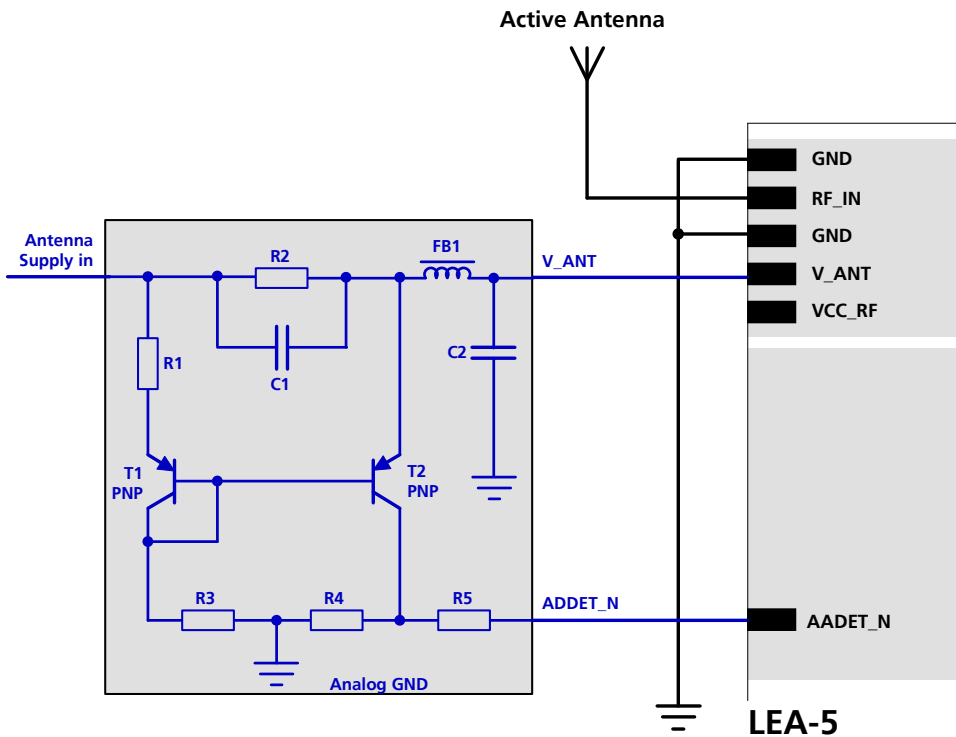 Active Antenna
GND
RF_IN
GND
V_ANT
VCC_RF
Antenna
Supply in
R2
FB1
V_ANT
R1
C1
C2
T1
PNP
T2
PNP
R3
R4
R5
ADDET_N
AADET_N
Analog GND
LEA-5